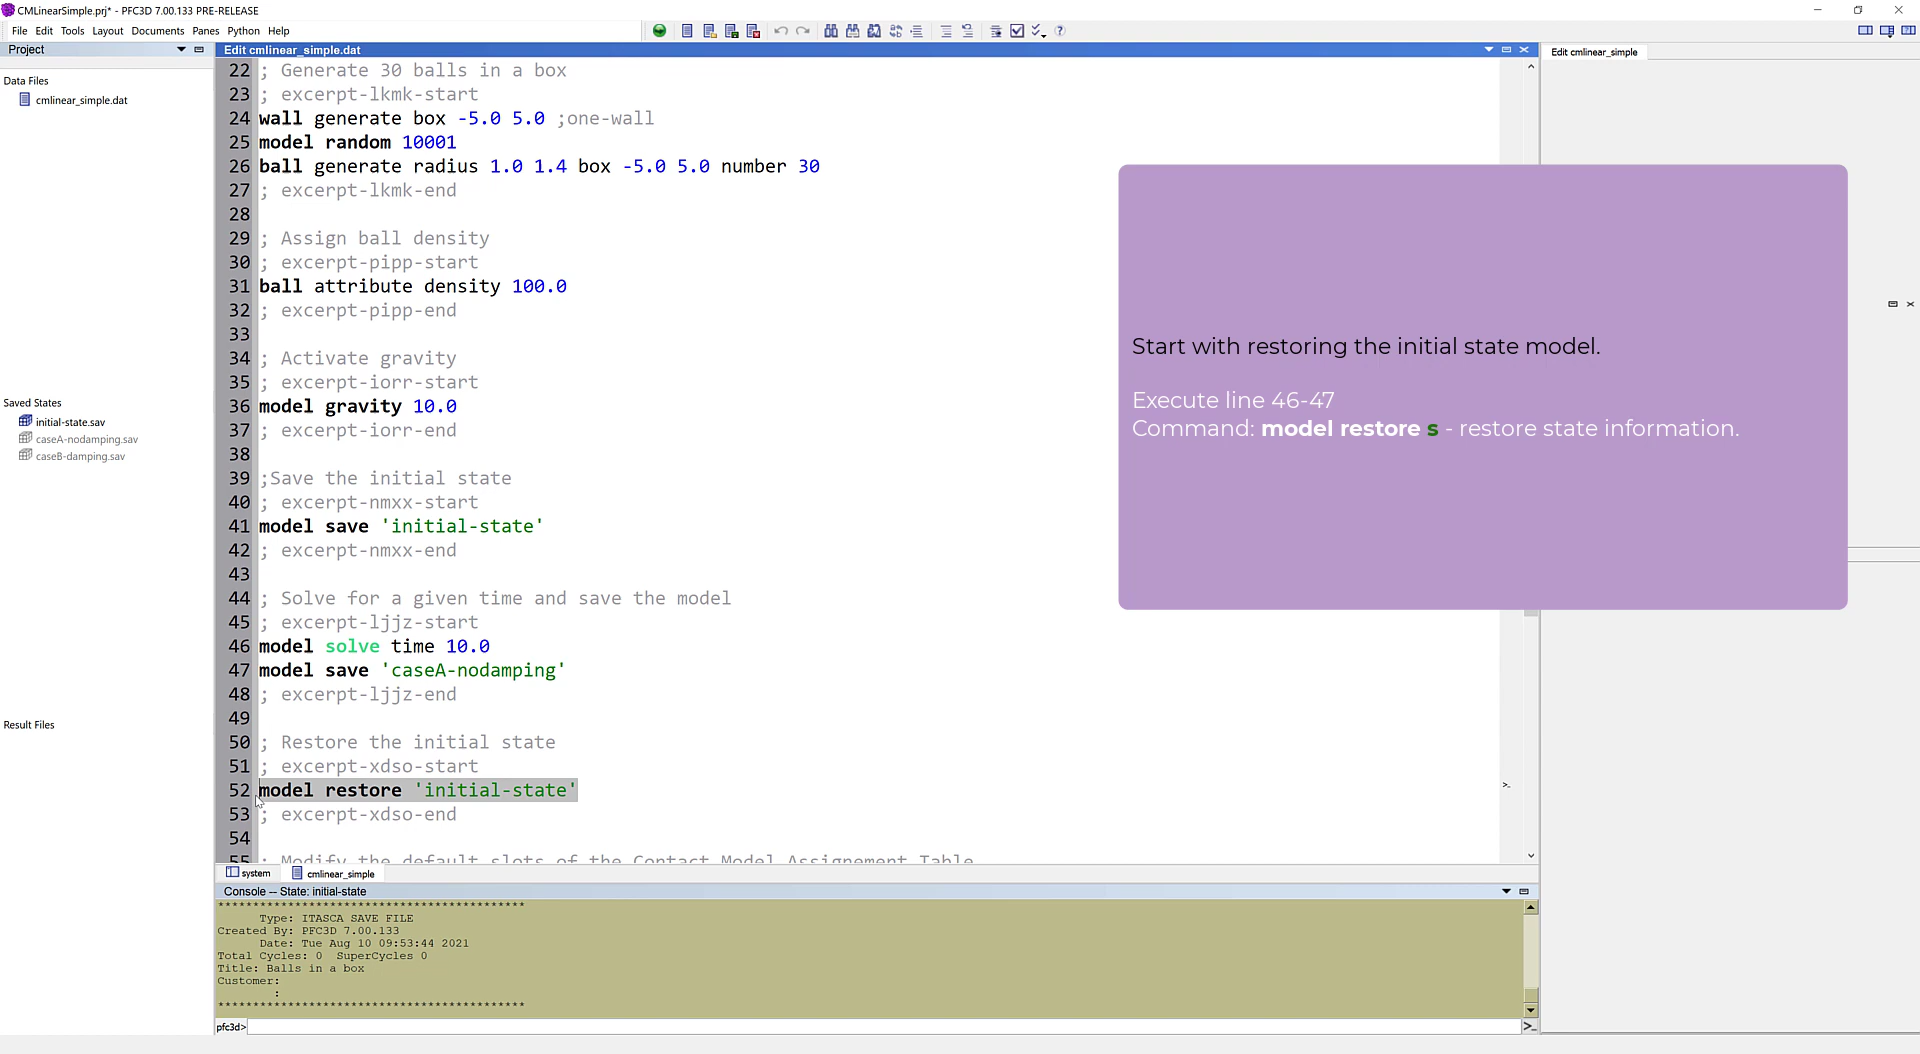 CMLinearSimple.prj* - PFC3D 7.00.133 PRE-RELEASE
File Edit Tools Layout Documents Panes Python Help
Project
Edit cmlinear_simple.dat
Edit cmlinear_simple
Data Files
cmlinear_simple.dat
Saved States
initial-state.sav
caseA-nodamping.sav
caseB-damping.sav
Result Files
22 ; Generate 30 balls in a box
23 ; excerpt-lkmk-start
24 wall generate box -5.0 5.0 ;one-wall
25 model random 10001
26 ball generate radius 1.0 1.4 box -5.0 5.0 number 30
27 ; excerpt-lkmk-end
28
29 ; Assign ball density
30 ; excerpt-pipp-start
31 ball attribute density 100.0
32 ; excerpt-pipp-end
33
34 ; Activate gravity
35 ; excerpt-iorr-start
36 model gravity 10.0
37 ; excerpt-iorr-end
38
39 ;Save the initial state
40 ; excerpt-nmxx-start
41 model save 'initial-state'
42 ; excerpt-nmxx-end
43
44 ; Solve for a given time and save the model
45 ; excerpt-ljjz-start
46 model solve time 10.0
47 model save 'caseA-nodamping'
48 ; excerpt-ljjz-end
49
50 ; Restore the initial state
51 ; excerpt-xdso-start
52 model restore 'initial-state'
53 ; excerpt-xdso-end
54
55 ; Modify the default slots of the Contact Model Assignement Table
Start with restoring the initial state model.
Execute line 46-47
Command: model restore s - restore state information.
system
cmlinear_simple
Console -- State: initial-state
********************************************
Type: ITASCA SAVE FILE
Created By: PFC3D 7.00.133
Date: Tue Aug 10 09:53:44 2021
Total Cycles: 0 SuperCycles 0
Title: Balls in a box
Customer:
:
********************************************
pfc3d>